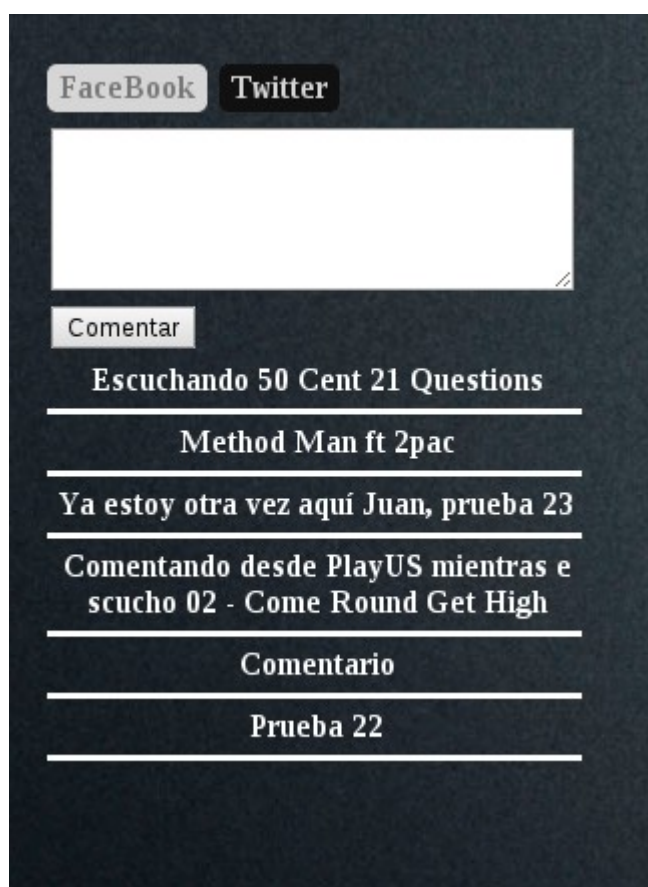 FaceBook Twitter
Comentar
Escuchando 50 Cent 21 Questions
Method Man ft 2pac
Ya estoy otra vez aquí Juan, prueba 23
Comentando desde PlayUS mientras e
scucho 02 - Come Round Get High
Comentario
Prueba 22